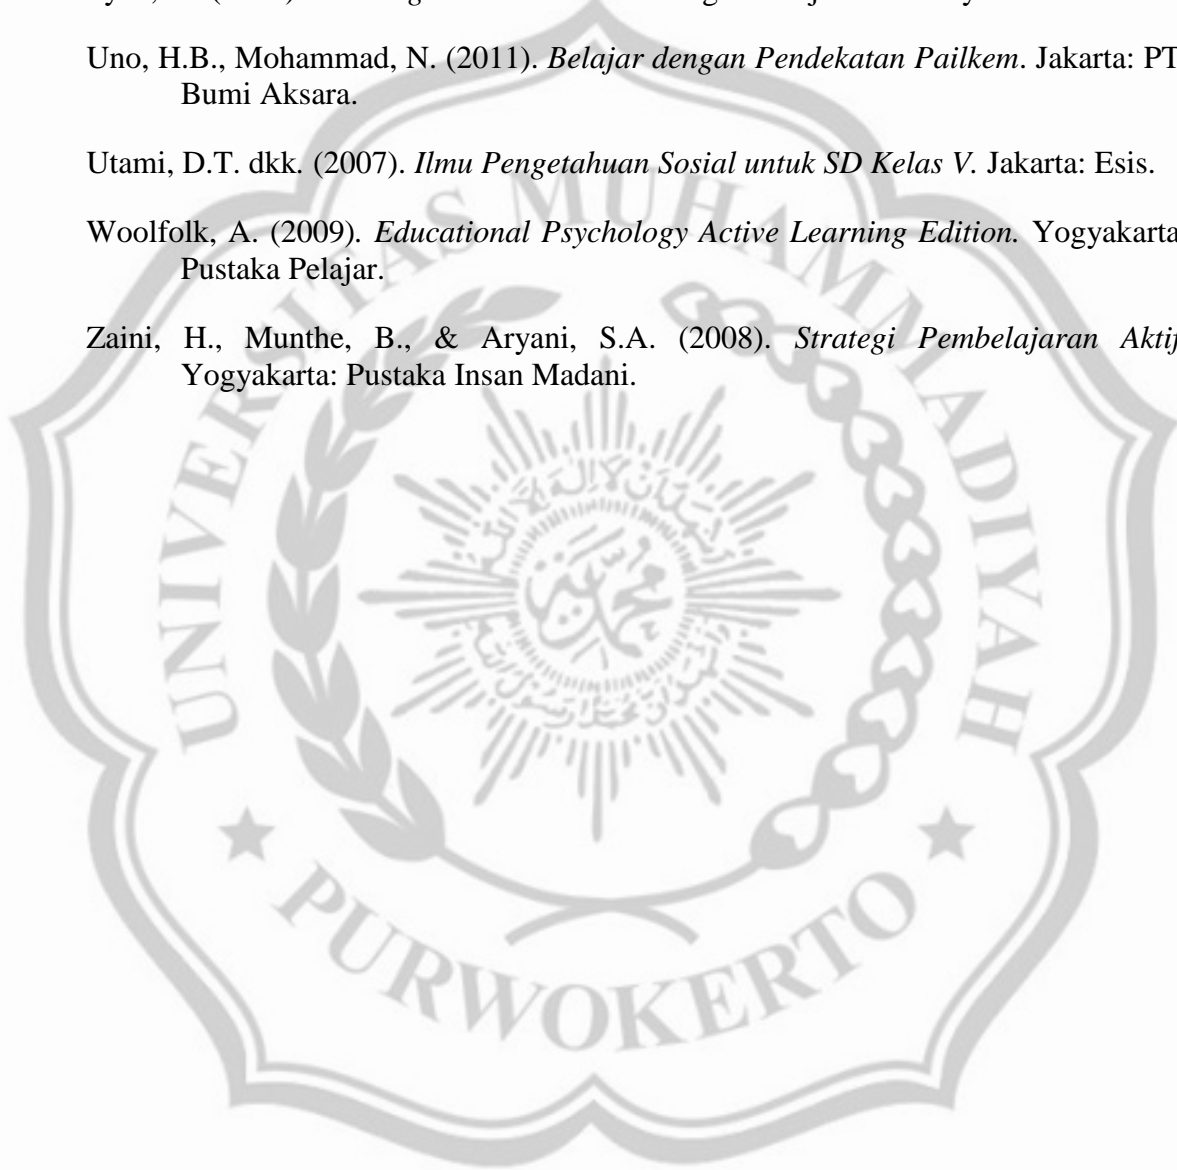 Uno, H.B., Mohammad, N. (2011). Belajar dengan Pendekatan Pailkem. Jakarta: PT
Bumi Aksara.
Utami, D.T. dkk. (2007). Ilmu Pengetahuan Sosial untuk SD Kelas V. Jakarta: Esis.
Woolfolk, A. (2009). Educational Psychology Active Learning Edition. Yogyakarta
Pustaka Pelajar.
Zaini, H., Munthe, B., & Aryani, S.A. (2008). Strategi Pembelajaran Aktif
Yogyakarta: Pustaka Insan Madani.
UNIVERSITAS MUHAMMADIYAH
PURWOKERTO